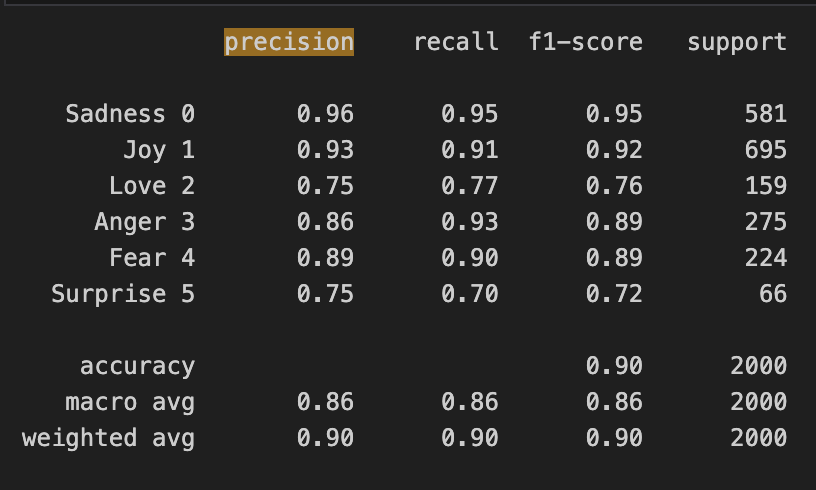 precision recall f1-score support
Sadness 0 0.96 0.95 0.95 581
Joy 1 0.93 0.91 0.92 695
Love 2 0.75 0.77 0.76 159
Anger 3 0.86 0.93 0.89 275
Fear 4 0.89 0.90 0.89 224
Surprise 5 0.75 0.70 0.72 66
accuracy 0.90 2000
macro avg 0.86 0.86 0.86 2000
weighted avg 0.90 0.90 0.90 2000